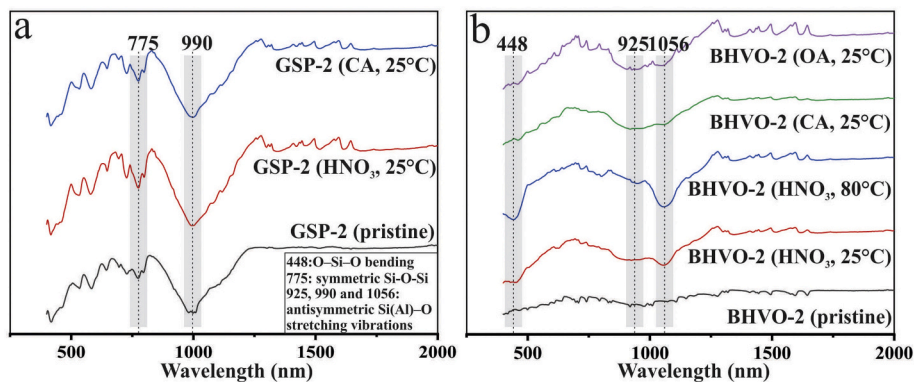 a
775
990
GSP-2 (CA, 25°C)
GSP-2 (HNO₃, 25°C)
GSP-2 (pristine)
448:O–Si–O bending
775: symmetric Si-O-Si
925, 990 and 1056:
antisymmetric Si(Al)–O
stretching vibrations
500
1000
1500
2000
Wavelength (nm)
b
448
925
1056
BHVO-2 (OA, 25°C)
BHVO-2 (CA, 25°C)
BHVO-2 (HNO₃, 80°C)
BHVO-2 (HNO₃, 25°C)
BHVO-2 (pristine)
500
1000
1500
2000
Wavelength (nm)